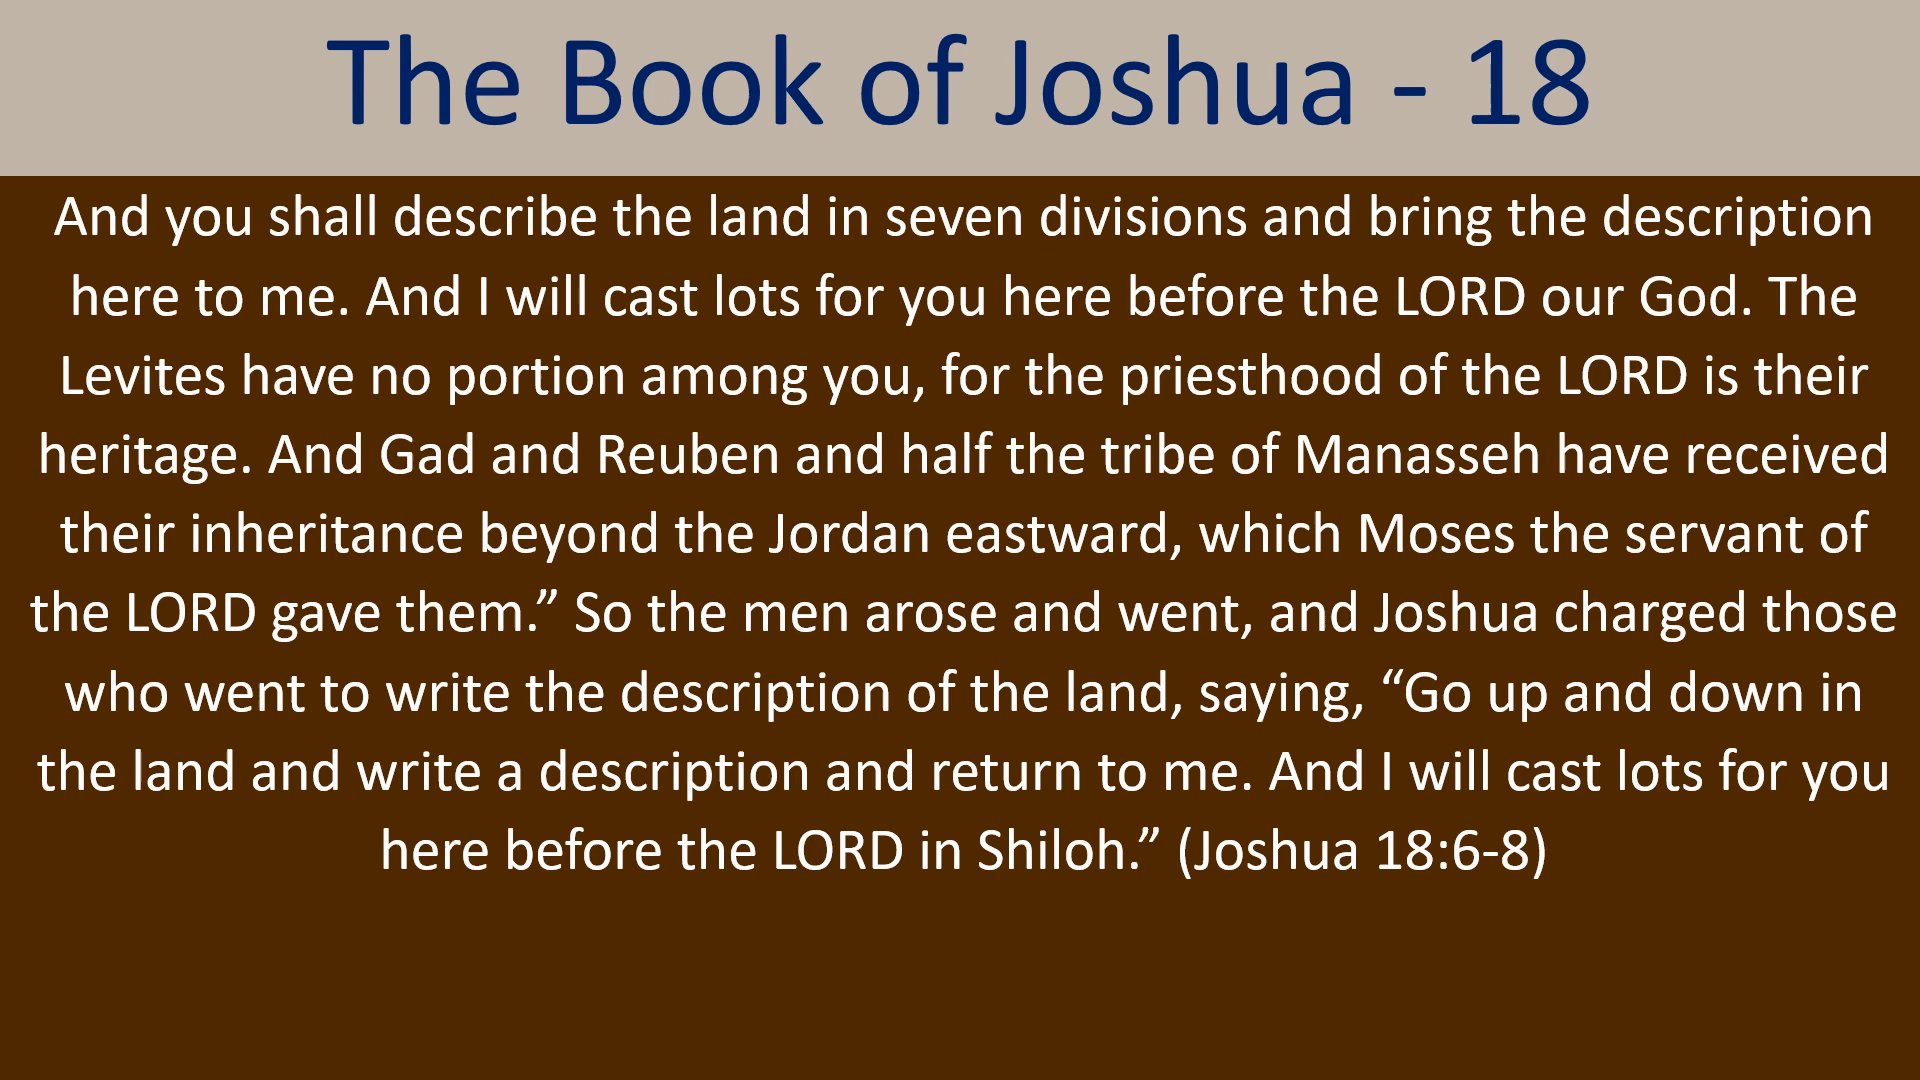 The Book of Joshua - 18
And you shall describe the land in seven divisions and bring the description
here to me. And I will cast lots for you here before the LORD our God. The
Levites have no portion among you, for the priesthood of the LORD is their
heritage. And Gad and Reuben and half the tribe of Manasseh have received
their inheritance beyond the Jordan eastward, which Moses the servant of
the LORD gave them.” So the men arose and went, and Joshua charged those
who went to write the description of the land, saying, “Go up and down in
the land and write a description and return to me. And I will cast lots for you
here before the LORD in Shiloh.” (Joshua 18:6-8)